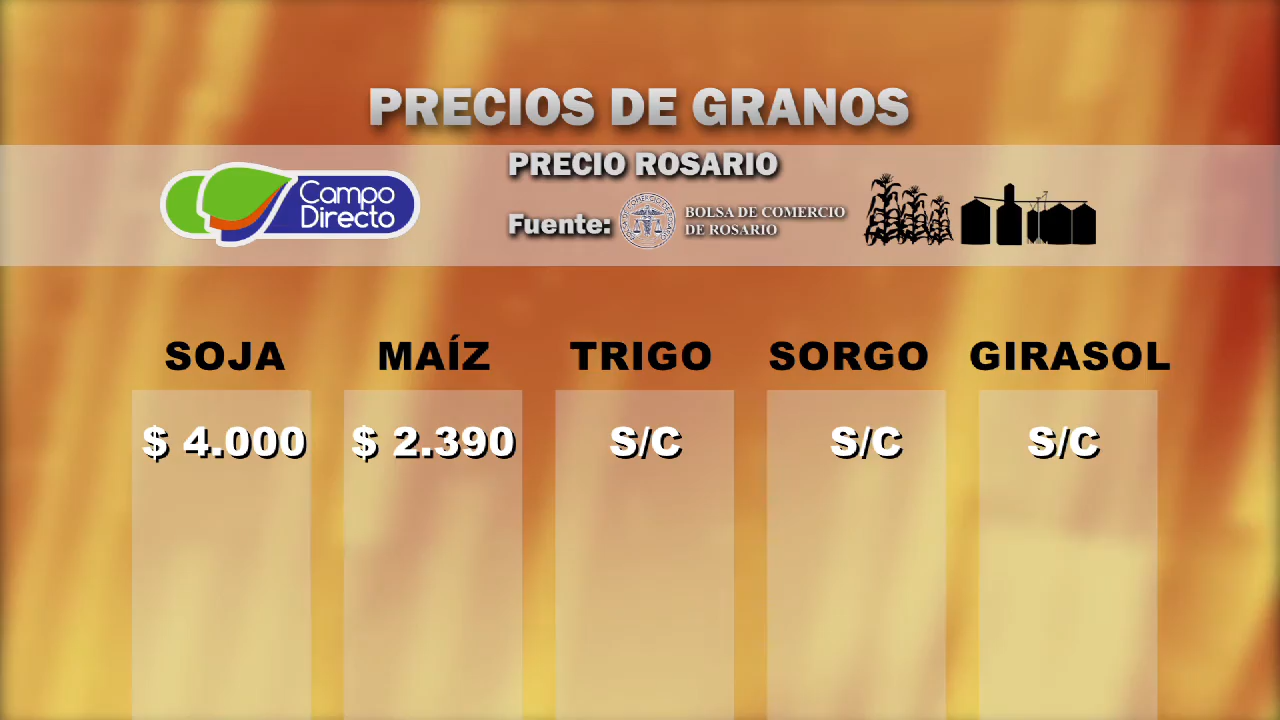 PRECIOS DE GRANOS
PRECIO ROSARIO
Campo
Directo
Fuente:
BOLSA DE COMERCIO
DE ROSARIO
SOJA MAÍZ TRIGO SORGO GIRASOL
$ 4.000 $ 2.390 S/C S/C S/C